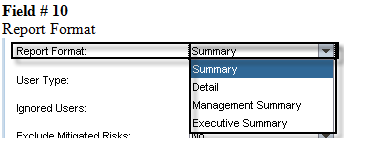 Field # 10
Report Format
Report Format: Summary
Summary
User Type: Detail
Ignored Users: Management Summary
Executive Summary
Exclude Mitigated Risks: No